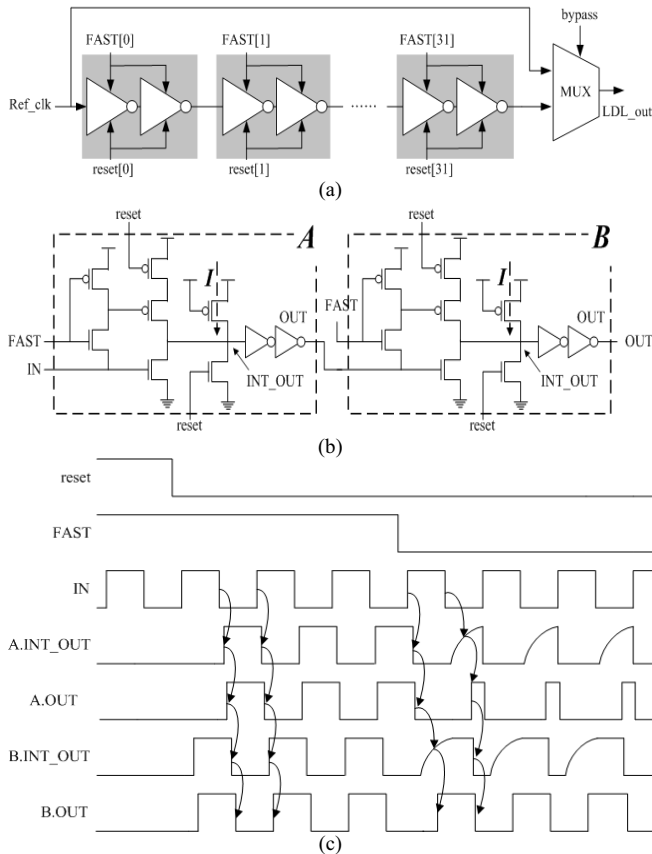 FAST[0] FAST[1] FAST[31] bypass
Ref_clk ...... MUX
LDL_out
reset[0] reset[1] reset[31]
(a)
reset A reset B
I I
FAST OUT FAST OUT
IN OUT
INT_OUT INT_OUT
reset reset
(b)
reset
FAST
IN
A.INT_OUT
A.OUT
B.INT_OUT
B.OUT
(c)